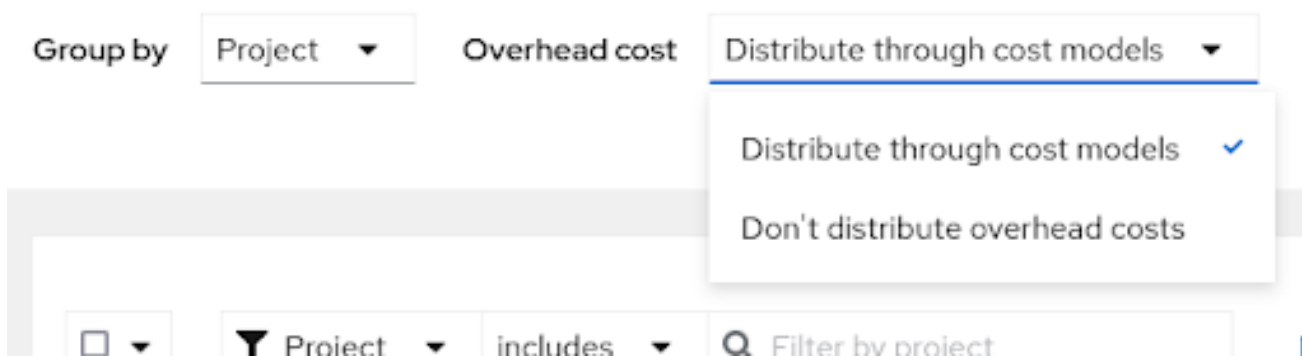 Group by Project Overhead cost Distribute through cost models
Distribute through cost models
Don't distribute overhead costs
Project includes Filter by project